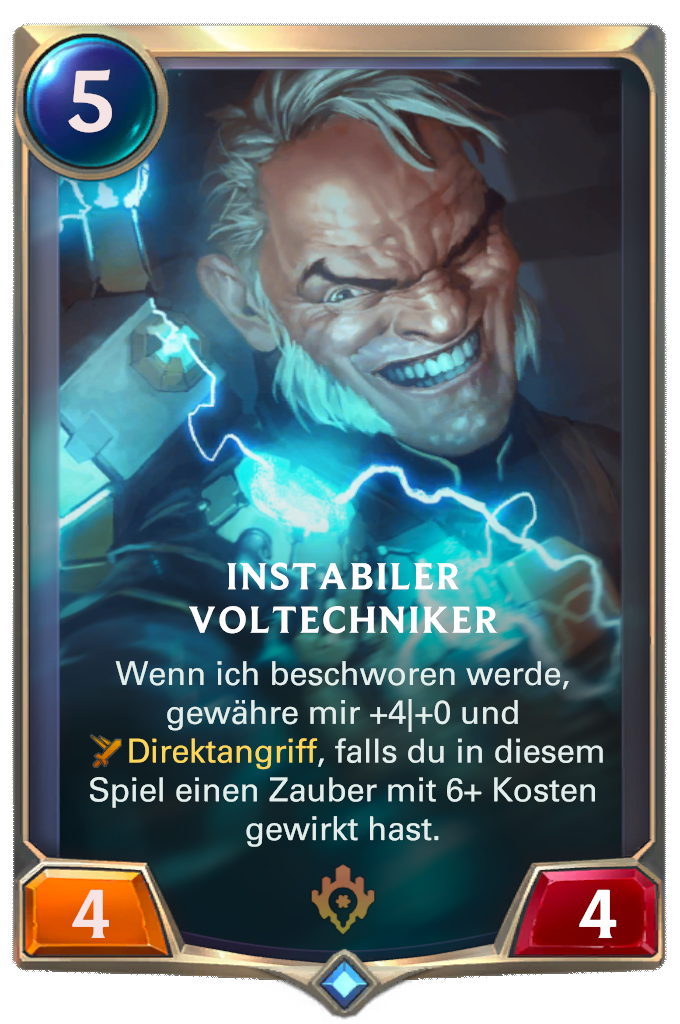 5
INSTABILER
VOLTECHNIKER
Wenn ich beschworen werde,
gewähre mir +4|+0 und
Direktangriff, falls du in diesem
Spiel einen Zauber mit 6+ Kosten
gewirkt hast.
4
4